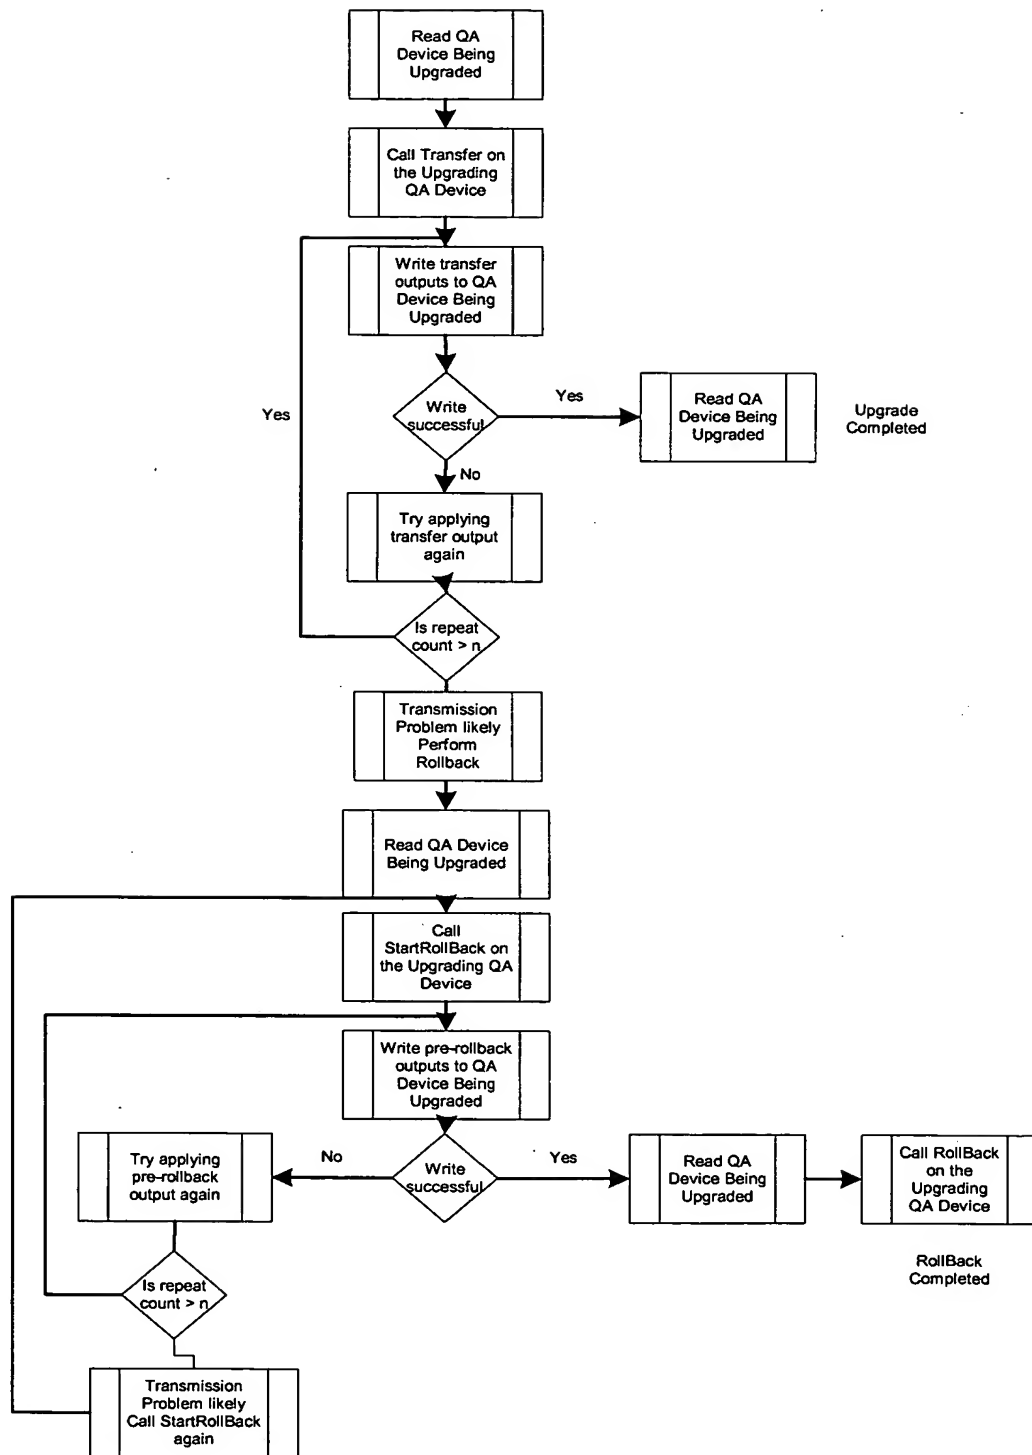 Read QA
Device Being
Upgraded
Call Transfer on
the Upgrading
QA Device
Write transfer
outputs to QA
Device Being
Upgraded
Yes
Write
successful
Yes
Read QA
Device Being
Upgraded
Upgrade
Completed
No
Try applying
transfer output
again
Is repeat
count > n
Transmission
Problem likely
Perform
Rollback
Read QA Device
Being Upgraded
Call
StartRollBack on
the Upgrading QA
Device
Write pre-rollback
outputs to QA
Device Being
Upgraded
Try applying
pre-rollback
output again
No
Write
successful
Yes
Read QA
Device Being
Upgraded
Call RollBack
on the
Upgrading
QA Device
RollBack
Completed
Is repeat
count > n
Transmission
Problem likely
Call StartRollBack
again